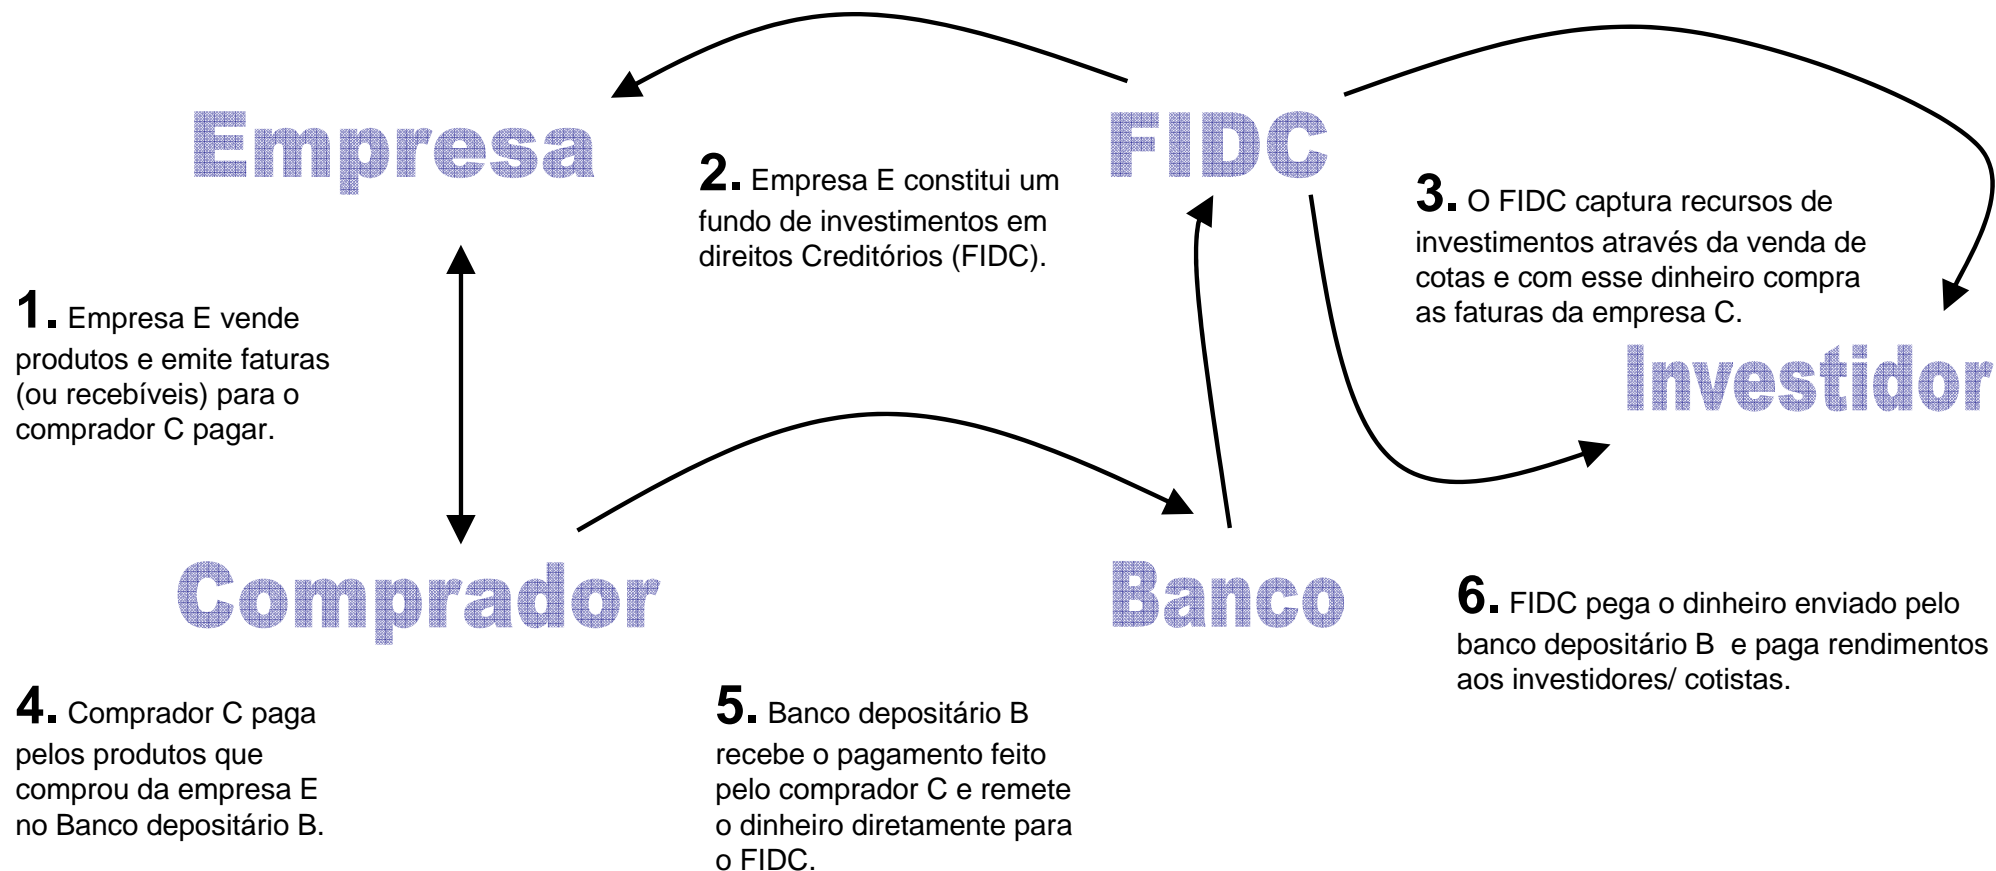 Empresa
FIDC
2. Empresa E constitui um
fundo de investimentos em
direitos Creditórios (FIDC).
3. O FIDC captura recursos de
investimentos através da venda de
cotas e com esse dinheiro compra
as faturas da empresa C.
1. Empresa E vende
produtos e emite faturas
(ou recebíveis) para o
comprador C pagar.
Investidor
Comprador
Banco
6. FIDC pega o dinheiro enviado pelo
banco depositário B e paga rendimentos
aos investidores/ cotistas.
4. Comprador C paga
pelos produtos que
comprou da empresa E
no Banco depositário B.
5. Banco depositário B
recebe o pagamento feito
pelo comprador C e remete
o dinheiro diretamente para
o FIDC.